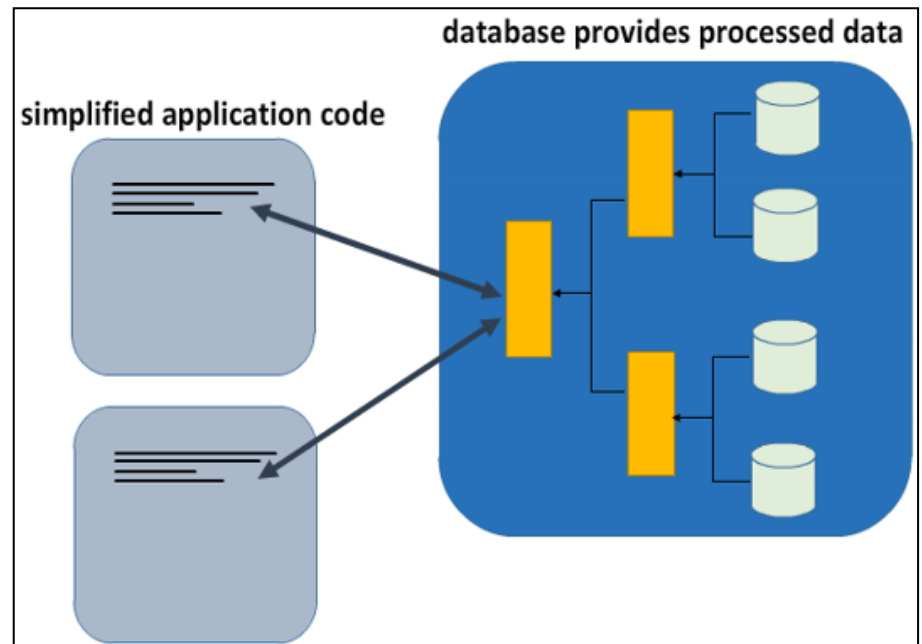 database provides processed data
simplified application code